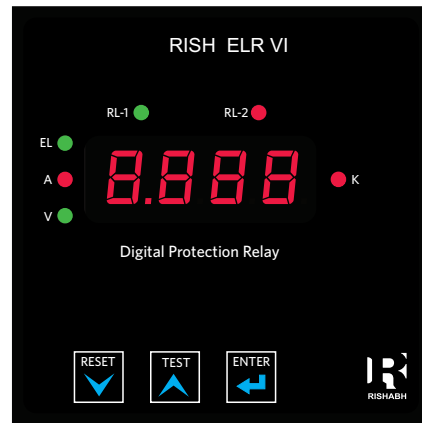 RISH ELR VI
RL-1 RL-2
EL
8.888
A K
V
Digital Protection Relay
RESET TEST ENTER
RISHABH